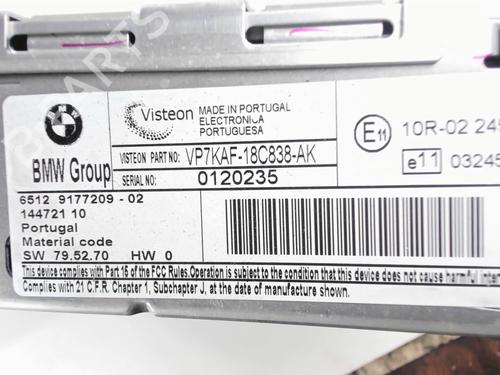 BMW
BMW Group
Visteon
MADE IN PORTUGAL
ELECTRONICA
PORTUGUESA
VISTEON PART NO: VP7KAF-18C838-AK
SERIAL NO: 0120235
E11 10R-02 245
e11 03245
6512 9177209 - 02
144721 10
Portugal
Material code
SW 79.52.70 HW 0
This device complies with Part 15 of the FCC Rules.Operation is subject to the condition that this device does not cause harmful
Complies with 21 C.F.R. Chapter 1, Subchapter J, at the date of manufacture shown.